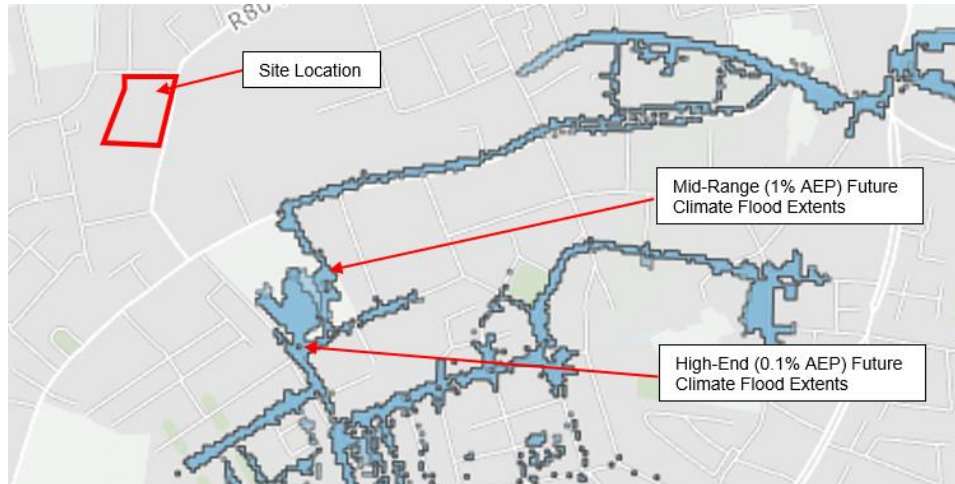 R80
Site Location
Mid-Range (1% AEP) Future
Climate Flood Extents
High-End (0.1% AEP) Future
Climate Flood Extents